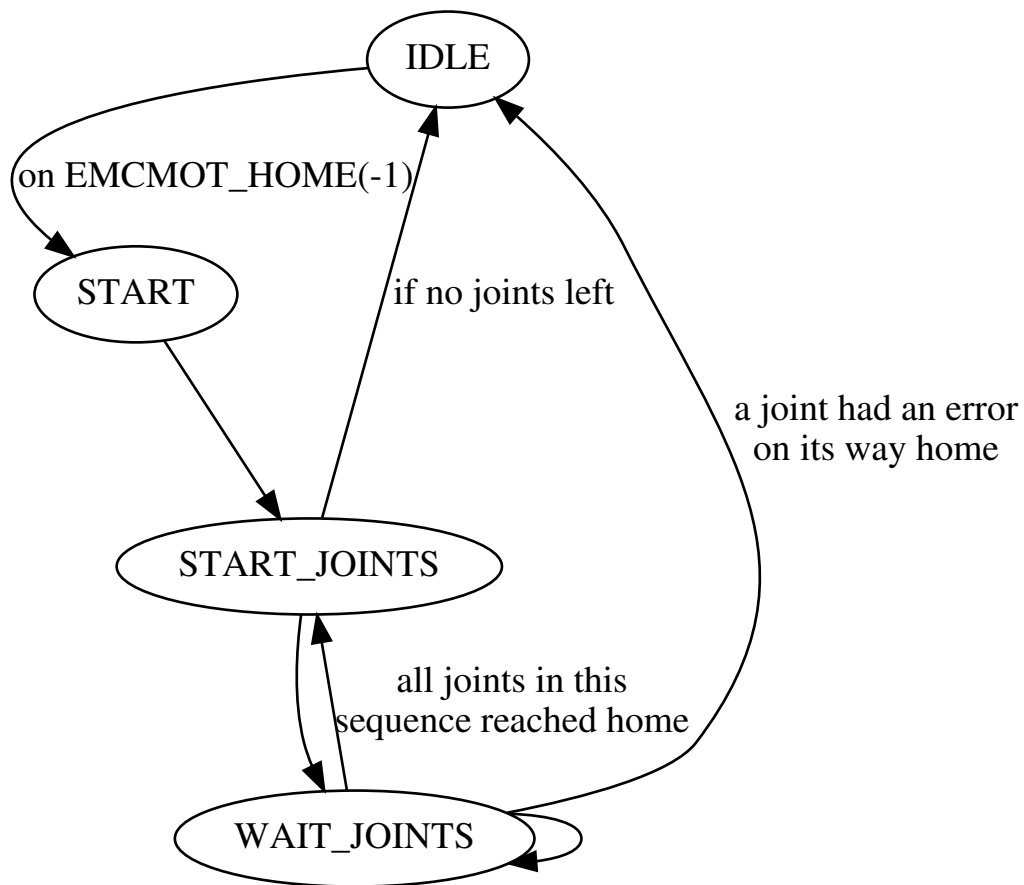 IDLE
on EMCMOT_HOME(-1)
START
if no joints left
a joint had an error
on its way home
START_JOINTS
all joints in this
sequence reached home
WAIT_JOINTS